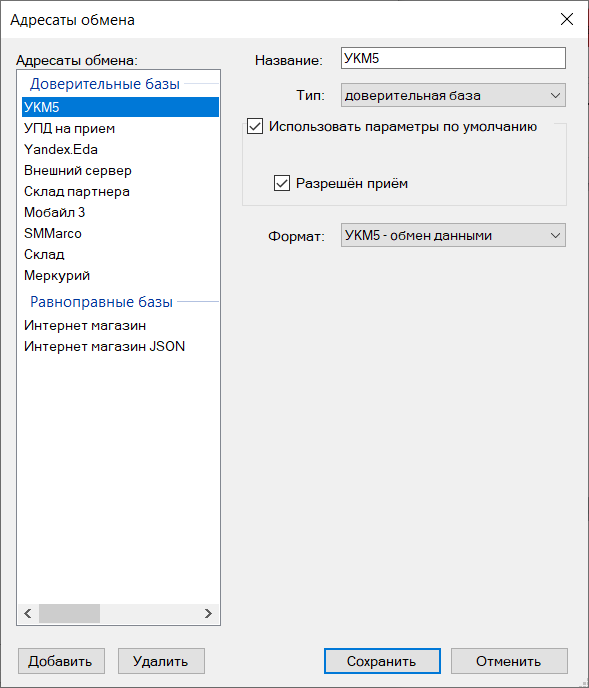 Адресаты обмена
Адресаты обмена:
Доверительные базы
УКМ5
УПД на прием
Yandex.Eda
Внешний сервер
Склад партнера
Мобайл 3
SMMarco
Склад
Меркурий
Равноправные базы
Интернет магазин
Интернет магазин JSON
Название: УКМ5
Тип: доверительная база
Использовать параметры по умолчанию
Разрешён приём
Формат: УКМ5 - обмен данными
Добавить Удалить Сохранить Отменить